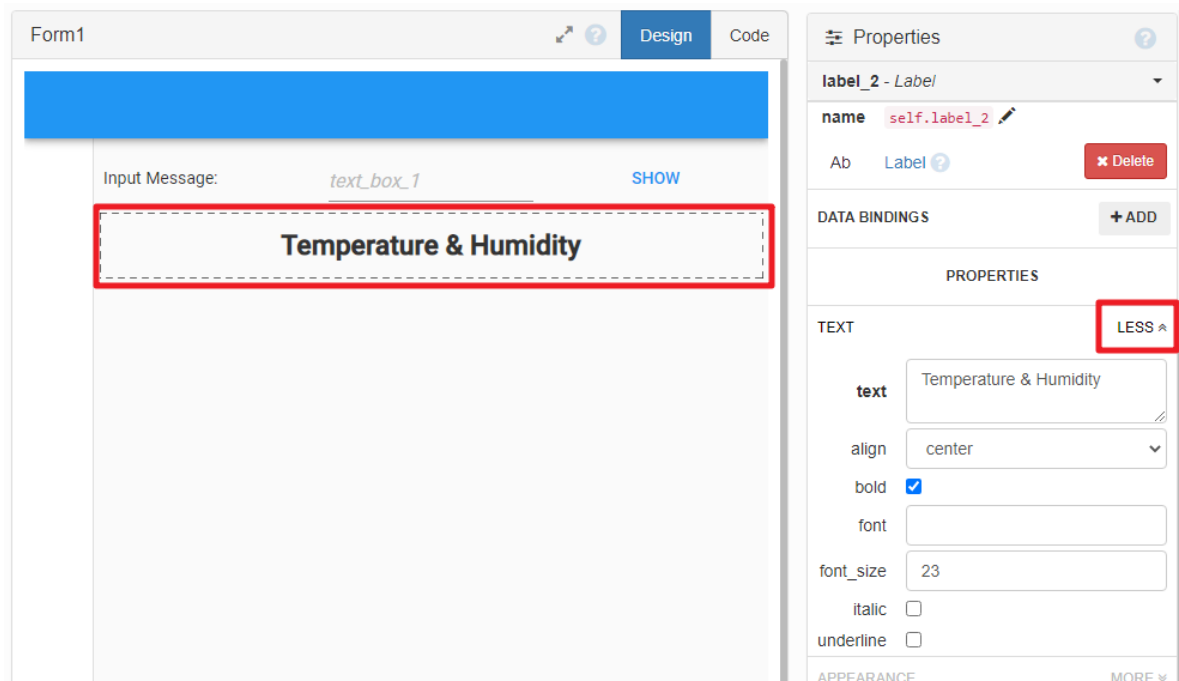 Form1
Design
Code
Input Message:
text_box_1
SHOW
Temperature & Humidity
Properties
label_2 - Label
name self.label_2
Ab Label
Delete
DATA BINDINGS
+ ADD
PROPERTIES
TEXT
LESS
text Temperature & Humidity
align center
bold
font
font_size 23
italic
underline
APPEARANCE
MORE